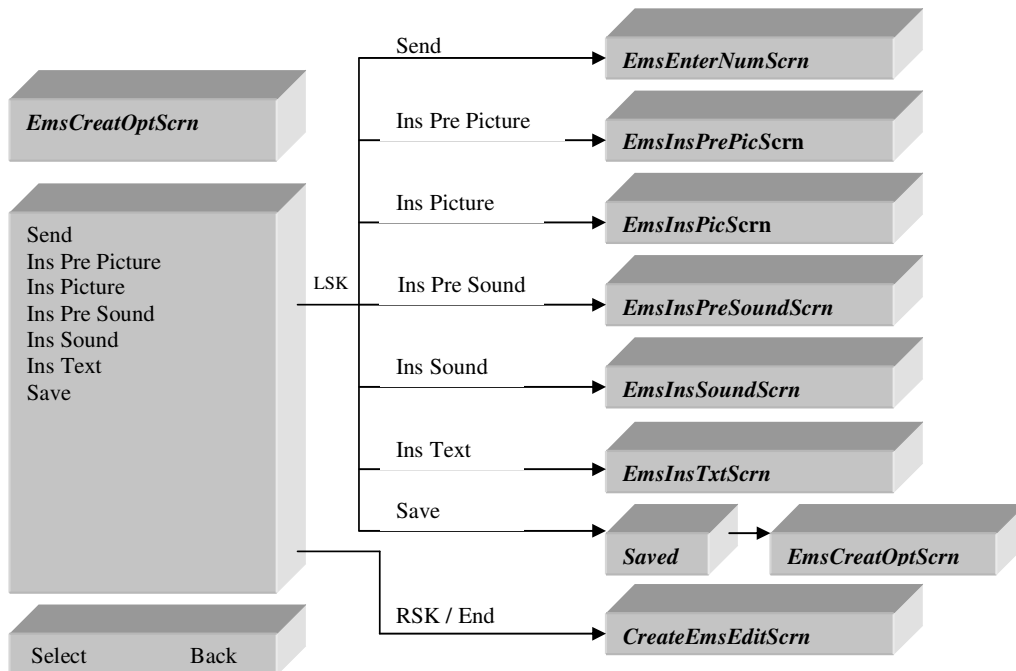 EmsCreatOptScrn
Send
Ins Pre Picture
Ins Picture
Ins Pre Sound
Ins Sound
Ins Text
Save
Select Back
LSK
Send
EmsEnterNumScrn
Ins Pre Picture
EmsInsPrePicScrn
Ins Picture
EmsInsPicScrn
Ins Pre Sound
EmsInsPreSoundScrn
Ins Sound
EmsInsSoundScrn
Ins Text
EmsInsTxtScrn
Save
Saved
EmsCreatOptScrn
RSK / End
CreateEmsEditScrn